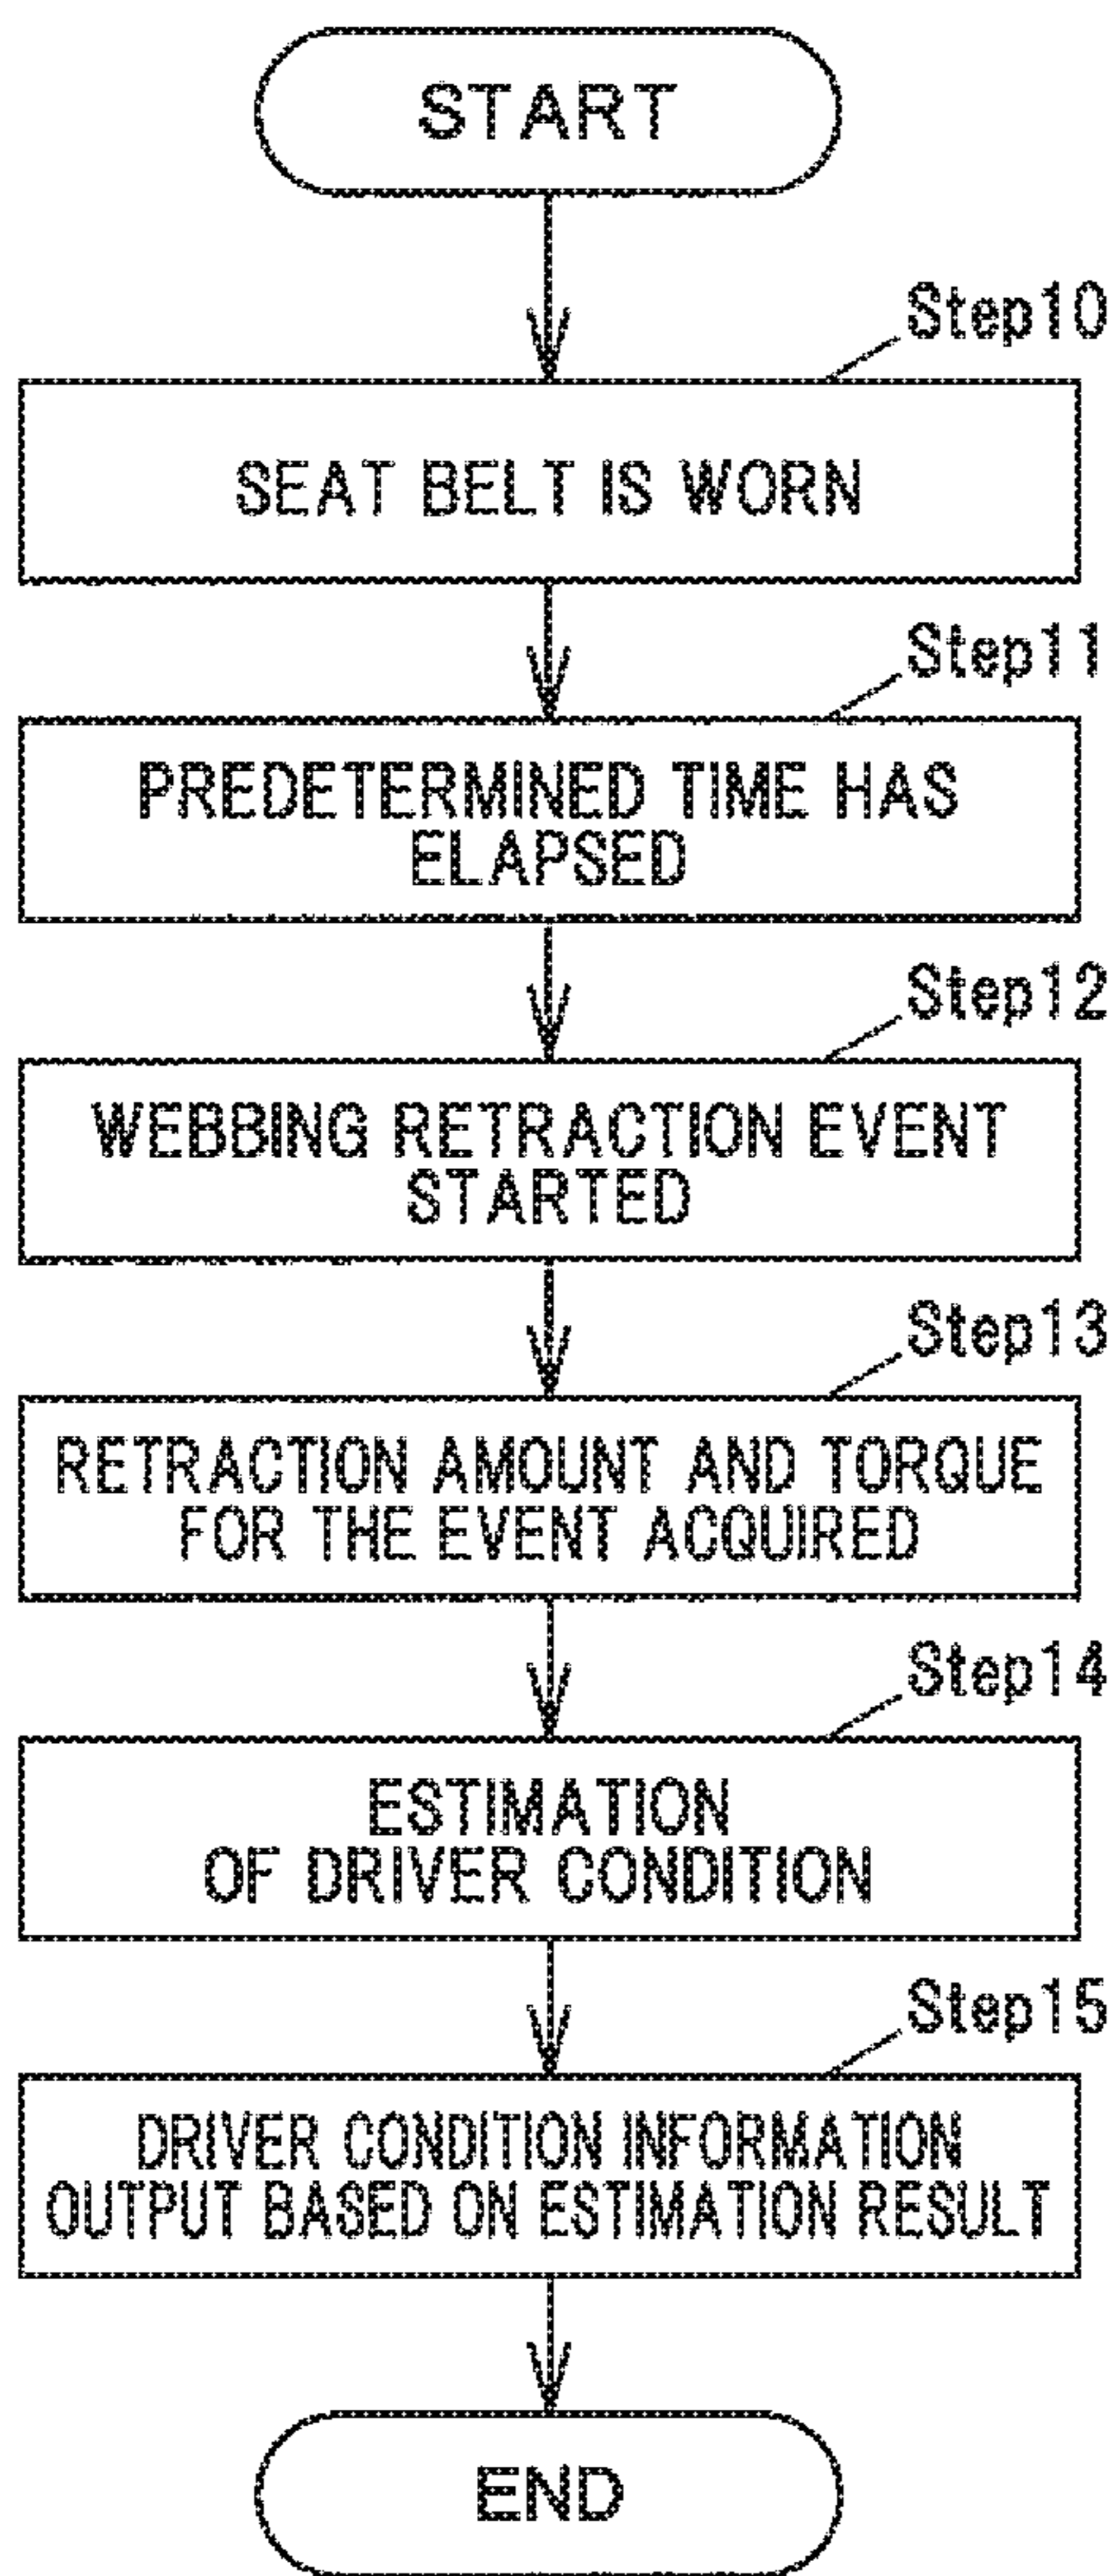 START
Step10
SEAT BELT IS WORN
Step11
PREDETERMINED TIME HAS
ELAPSED
Step12
WEBBING RETRACTION EVENT
STARTED
Step13
RETRACTION AMOUNT AND TORQUE
FOR THE EVENT ACQUIRED
Step14
ESTIMATION
OF DRIVER CONDITION
Step15
DRIVER CONDITION INFORMATION
OUTPUT BASED ON ESTIMATION RESULT
END